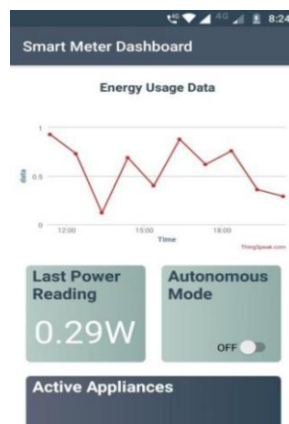 4G 8:24
Smart Meter Dashboard
Energy Usage Data
1
data
0.5
0
12:00 15:00 18:00
Time
ThingSpeak.com
Last Power
Reading
0.29W
Autonomous
Mode
OFF
Active Appliances